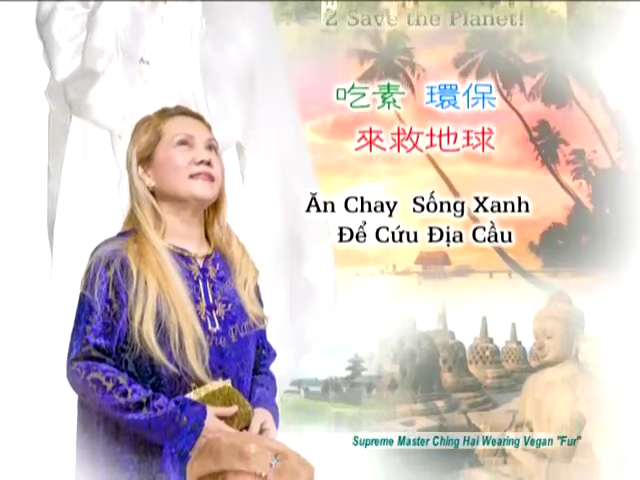 2 Save the Planet!
吃素 環保
來救地球
Ăn Chay Sống Xanh
Để Cứu Địa Cầu
Supreme Master Ching Hai Wearing Vegan "Fur"